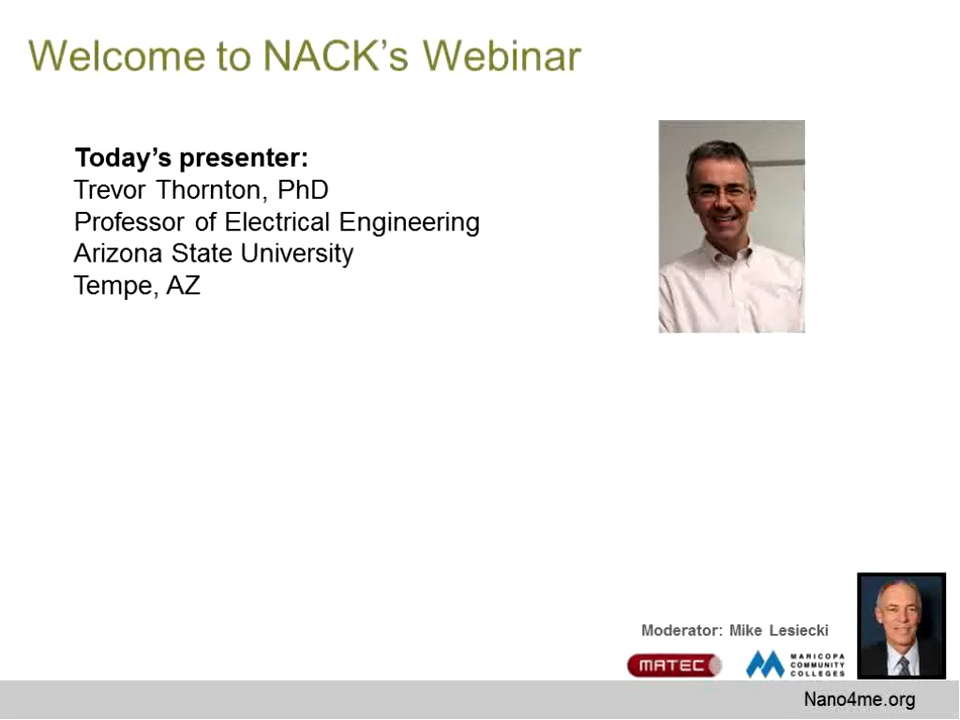 Welcome to NACK's Webinar
Today's presenter:
Trevor Thornton, PhD
Professor of Electrical Engineering
Arizona State University
Tempe, AZ
Moderator: Mike Lesiecki
MATEC
MARICOPA
COMMUNITY
COLLEGES
Nano4me.org